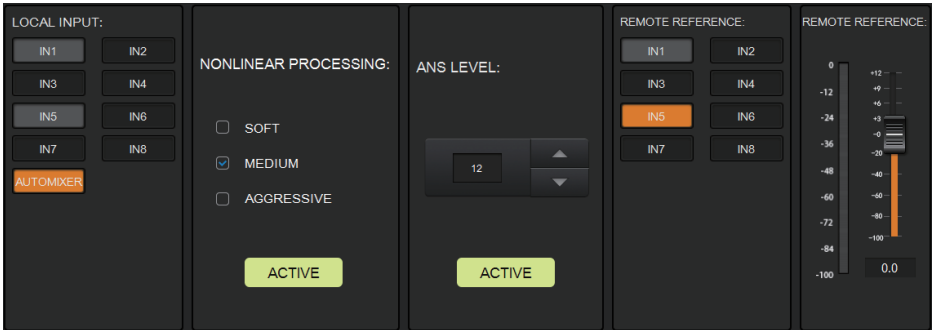 LOCAL INPUT:
IN1
IN2
IN3
IN4
IN5
IN6
IN7
IN8
AUTOMIXER
NONLINEAR PROCESSING:
SOFT
MEDIUM
AGGRESSIVE
ACTIVE
ANS LEVEL:
12
ACTIVE
REMOTE REFERENCE:
IN1
IN2
IN3
IN4
IN5
IN6
IN7
IN8
REMOTE REFERENCE:
0
-12
-24
-36
-48
-60
-72
-84
-100
+12
+9
+6
+3
-0
-20
-40
-60
-80
-100
0.0